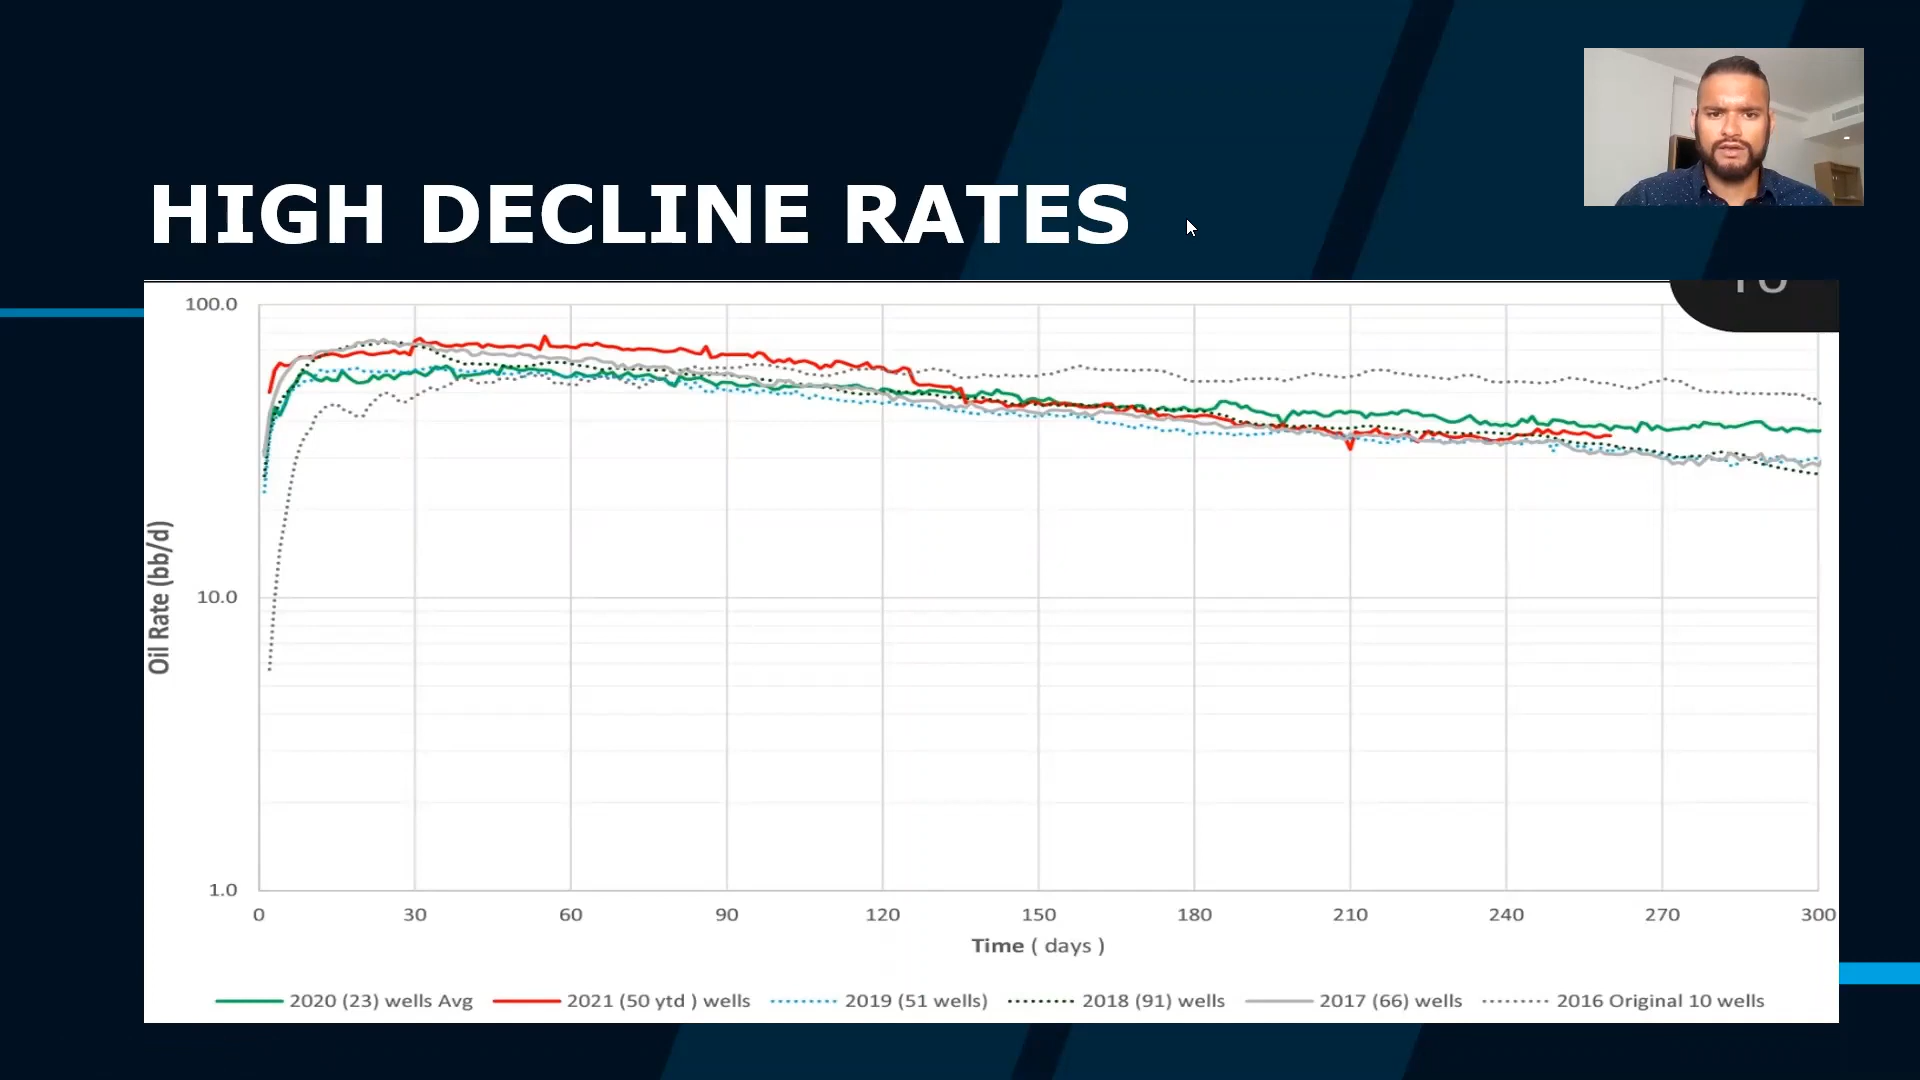 HIGH DECLINE RATES
100.0
10.0
1.0
Oil Rate (bb/d)
0 30 60 90 120 150 180 210 240 270 300
Time ( days )
2020 (23) wells Avg 2021 (50 ytd ) wells 2019 (51 wells) 2018 (91) wells 2017 (66) wells 2016 Original 10 wells